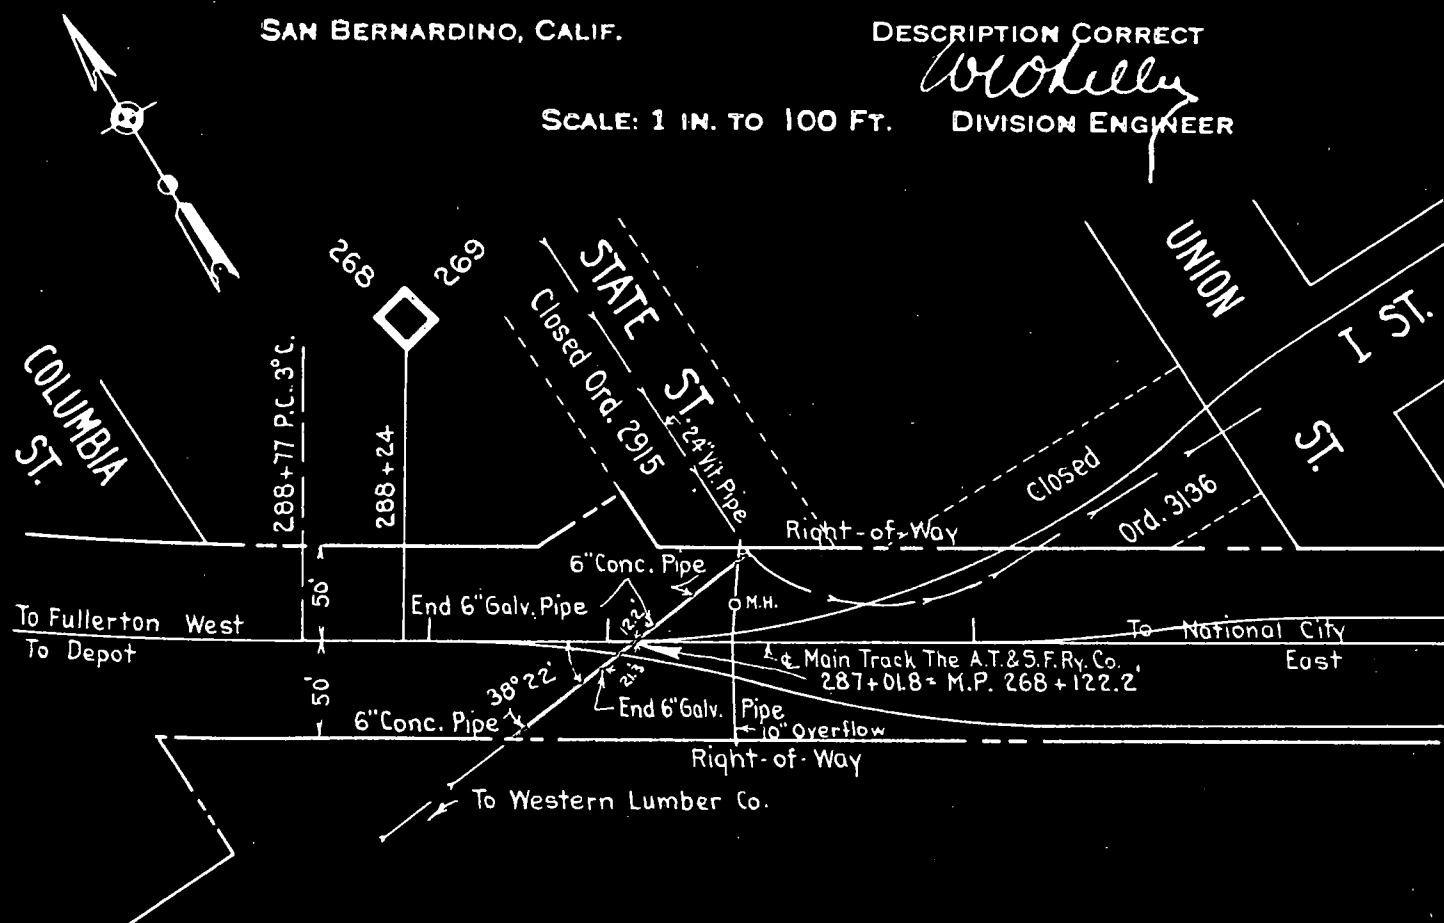 SAN BERNARDINO, CALIF.
DESCRIPTION CORRECT
SCALE: 1 IN. TO 100 FT.
DIVISION ENGINEER
268
269
STATE ST.
Closed Ord. 2915
℄ 24" Vit. Pipe
UNION ST.
I ST.
COLUMBIA
ST.
288+77 P.C. 3° C.
288+24
Closed
Ord. 3136
Right-of-Way
6" Conc. Pipe
50'
End 6" Galv. Pipe
12.2'
M.H.
To Fullerton West
To National City
To Depot
East
℄ Main Track The A.T. & S.F. Ry. Co.
287+01.8 = M.P. 268 + 122.2'
38° 22'
21.3
50'
End 6" Galv. Pipe
6" Conc. Pipe
10" Overflow
Right-of-Way
To Western Lumber Co.